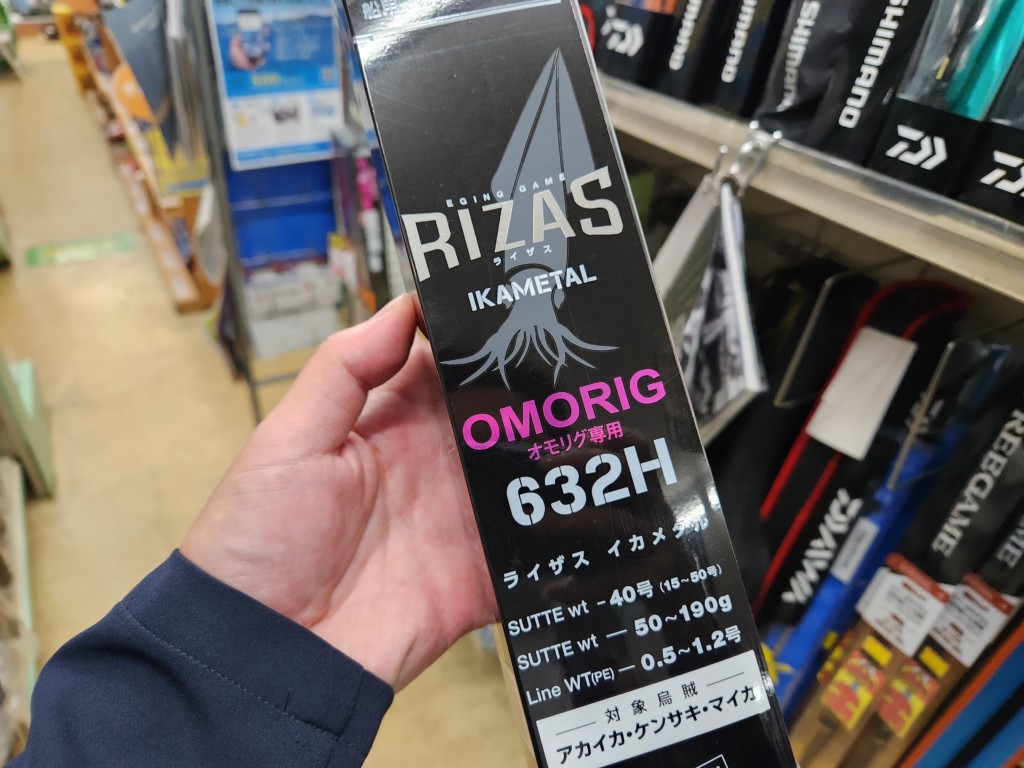 EGING GAME
RIZAS
ライザス
IKAMETAL
OMORIG
オモリグ専用
632H
ライザス イカメタル
SUTTE wt - 40号 (15~50号)
SUTTE wt — 50~190g
Line WT(PE) — 0.5~1.2号
対象烏賊
アカイカ・ケンサキ・マイカ
SHIMANO
SHIMANO
DAIWA
FREEGAME